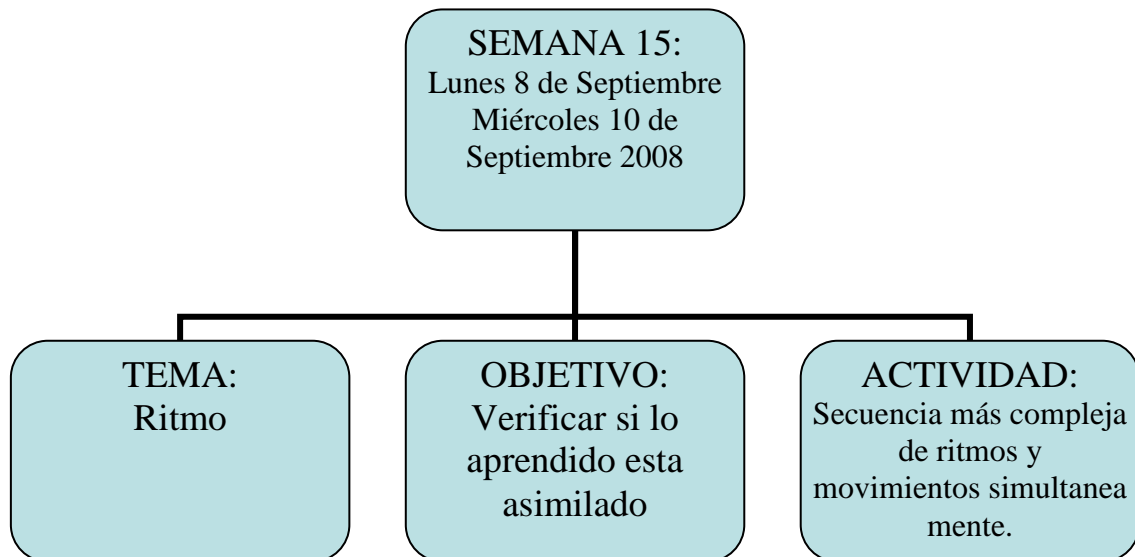 SEMANA 15:
Lunes 8 de Septiembre
Miércoles 10 de
Septiembre 2008
TEMA:
Ritmo
OBJETIVO:
Verificar si lo
aprendido esta
asimilado
ACTIVIDAD:
Secuencia más compleja
de ritmos y
movimientos simultanea
mente.